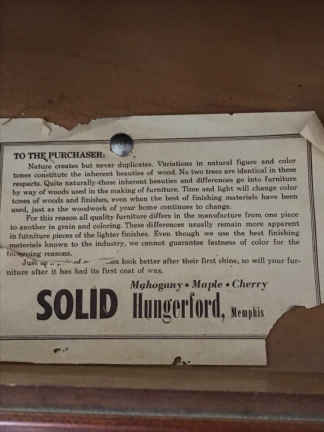 TO THE PURCHASER:
Nature creates but never duplicates. Variations in natural figure and color
tones constitute the inherent beauties of wood. No two trees are identical in these
respects. Quite naturally these inherent beauties and differences go into furniture
by way of woods used in the making of furniture. Time and light will change color
tones of woods and finishes, even when the best of finishing materials have been
used, just as the woodwork of your home continues to change.
For this reason all quality furniture differs in the manufacture from one piece
to another in grain and coloring. These differences usually remain more apparent
in furniture pieces of the lighter finishes. Even though we use the best finishing
materials known to the industry, we cannot guarantee fastness of color for the
reasons.
Just look better after their first shine, so will your fur-
niture after it has had its first coat of wax.
Mahogany • Maple • Cherry
SOLID Hungerford, Memphis